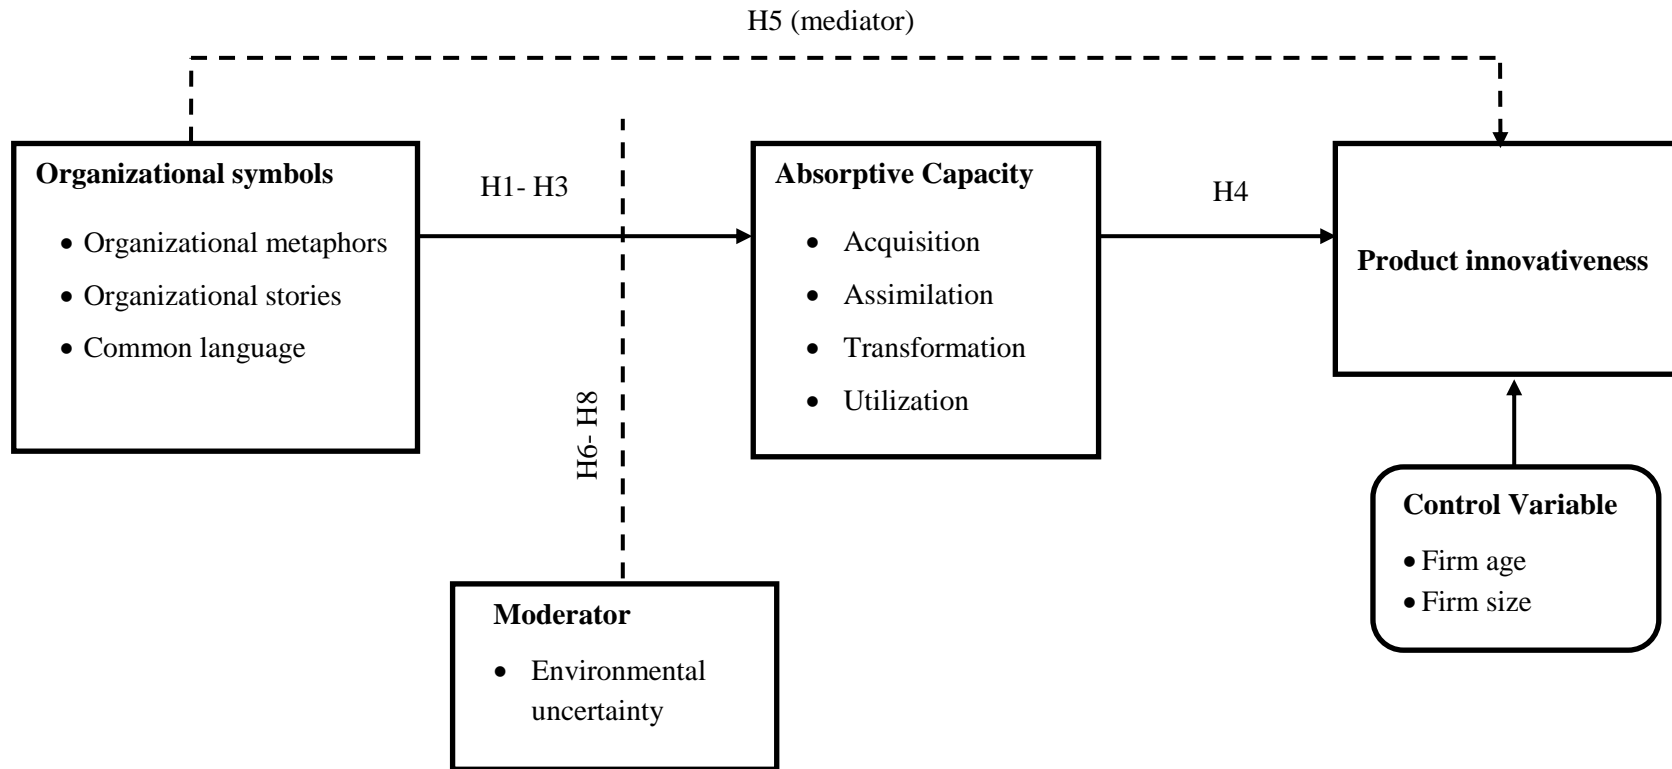 H5 (mediator)
Organizational symbols
• Organizational metaphors
• Organizational stories
• Common language
H1- H3
H6- H8
Absorptive Capacity
• Acquisition
• Assimilation
• Transformation
• Utilization
H4
Product innovativeness
Moderator
• Environmental
uncertainty
Control Variable
• Firm age
• Firm size